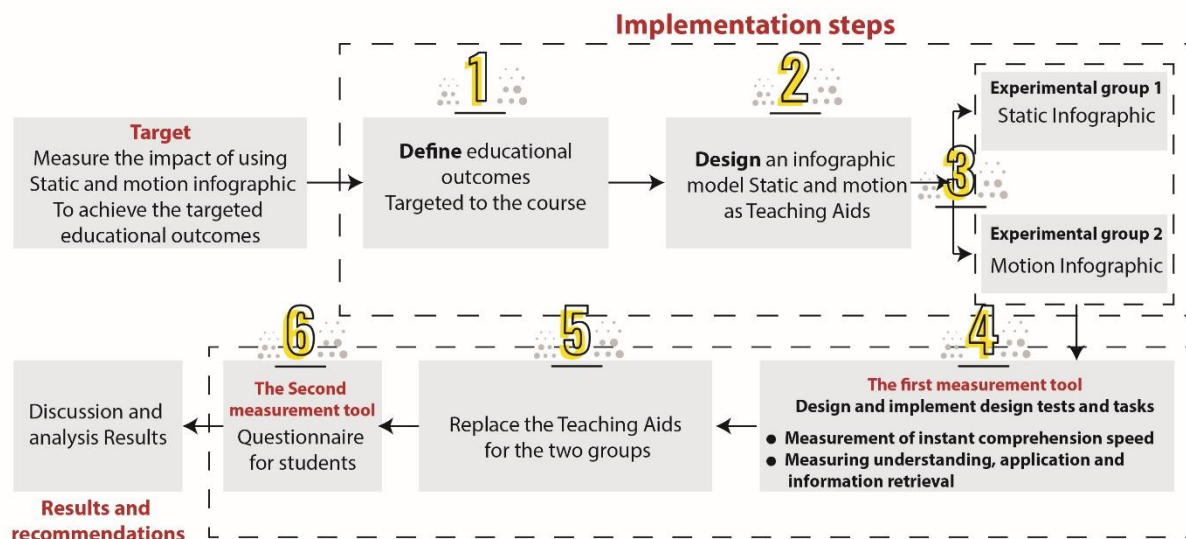 Implementation steps
Target
Measure the impact of using
Static and motion infographic
To achieve the targeted
educational outcomes
1
Define educational
outcomes
Targeted to the course
2
Design an infographic
model Static and motion
as Teaching Aids
3
Experimental group 1
Static Infographic
Experimental group 2
Motion Infographic
4
The first measurement tool
Design and implement design tests and tasks
● Measurement of instant comprehension speed
● Measuring understanding, application and
information retrieval
5
Replace the Teaching Aids
for the two groups
6
The Second
measurement tool
Questionnaire
for students
Discussion and
analysis Results
Results and
recommendations